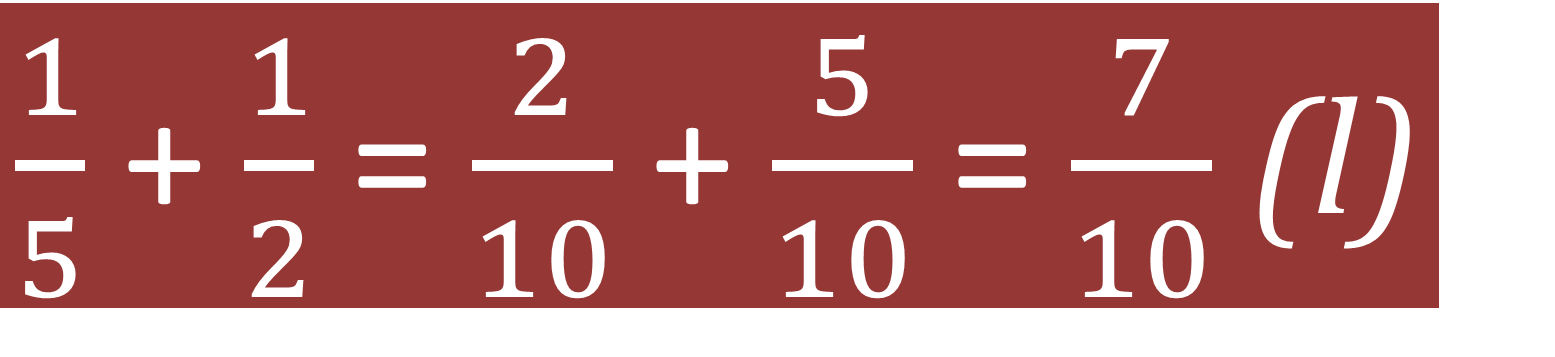 1/5 + 1/2 = 2/10 + 5/10 = 7/10 (l)